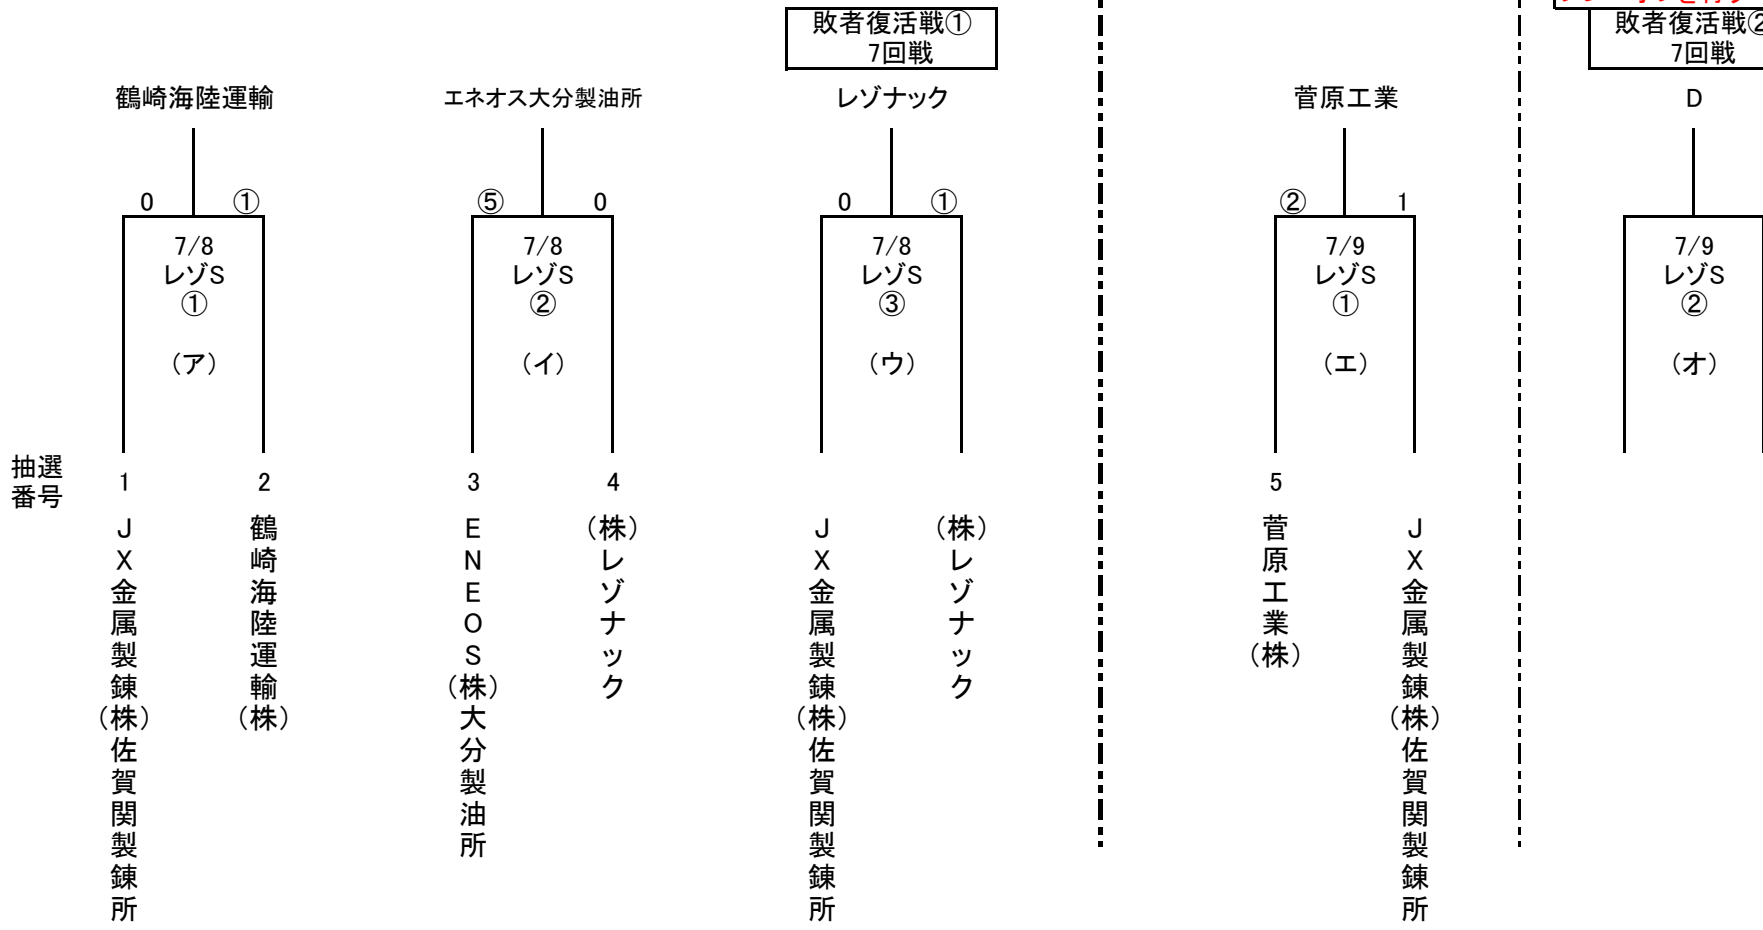 敗者復活戦①
7回戦
敗者復活戦②
7回戦
鶴崎海陸運輸
エネオス大分製油所
レゾナック
菅原工業
D
0 ①
⑤ 0
0 ①
② 1
7/8
レゾS
①
(ア)
7/8
レゾS
②
(イ)
7/8
レゾS
③
(ウ)
7/9
レゾS
①
(エ)
7/9
レゾS
②
(オ)
抽選
番号
1
2
3
4
5
JX金属製錬(株)佐賀関製錬所
鶴崎海陸運輸(株)
ENEOS(株)大分製油所
(株)レゾナック
JX金属製錬(株)佐賀関製錬所
(株)レゾナック
菅原工業(株)
JX金属製錬(株)佐賀関製錬所